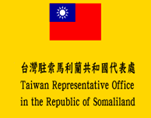 台灣駐索馬利蘭共和國代表處
Taiwan Representative Office
in the Republic of Somaliland